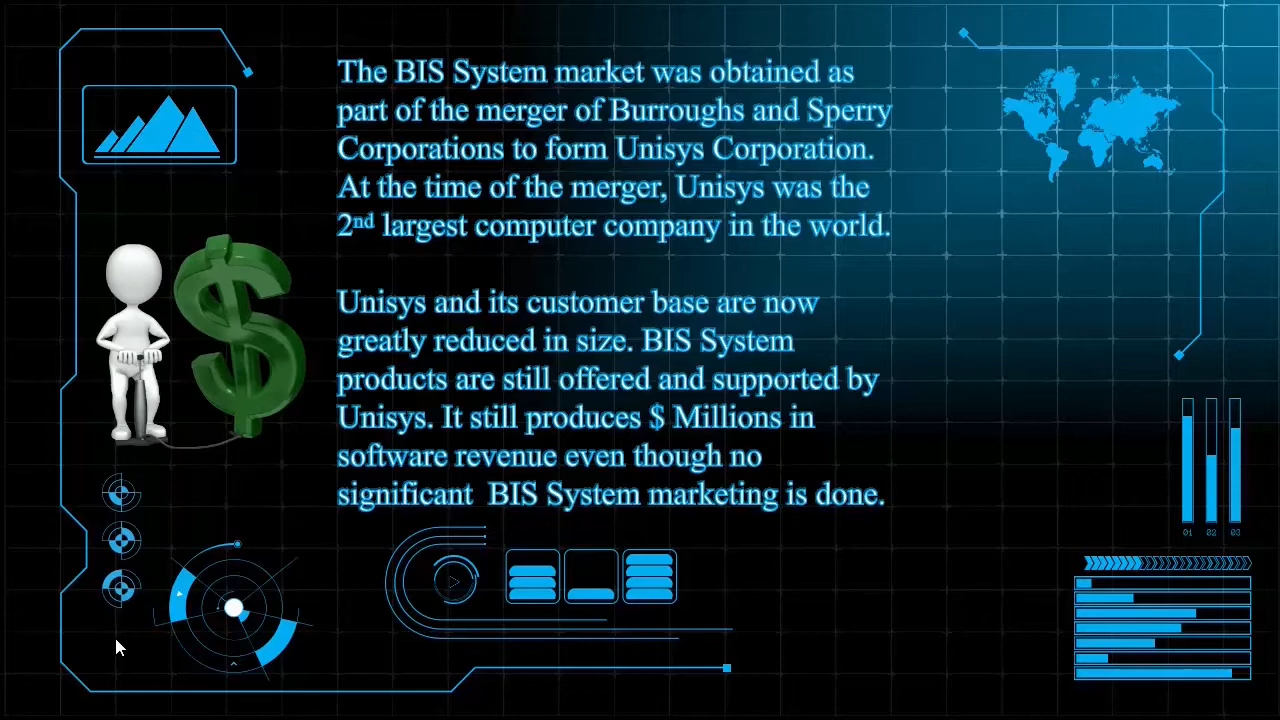 The BIS System market was obtained as
part of the merger of Burroughs and Sperry
Corporations to form Unisys Corporation.
At the time of the merger, Unisys was the
2nd largest computer company in the world.
Unisys and its customer base are now
greatly reduced in size. BIS System
products are still offered and supported by
Unisys. It still produces $ Millions in
software revenue even though no
significant  BIS System marketing is done.
01 02 03